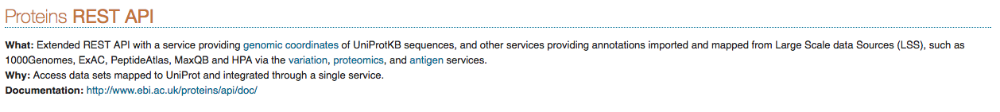 Proteins REST API
What: Extended REST API with a service providing genomic coordinates of UniProtKB sequences, and other services providing annotations imported and mapped from Large Scale data Sources (LSS), such as
1000Genomes, ExAC, PeptideAtlas, MaxQB and HPA via the variation, proteomics, and antigen services.
Why: Access data sets mapped to UniProt and integrated through a single service.
Documentation: http://www.ebi.ac.uk/proteins/api/doc/